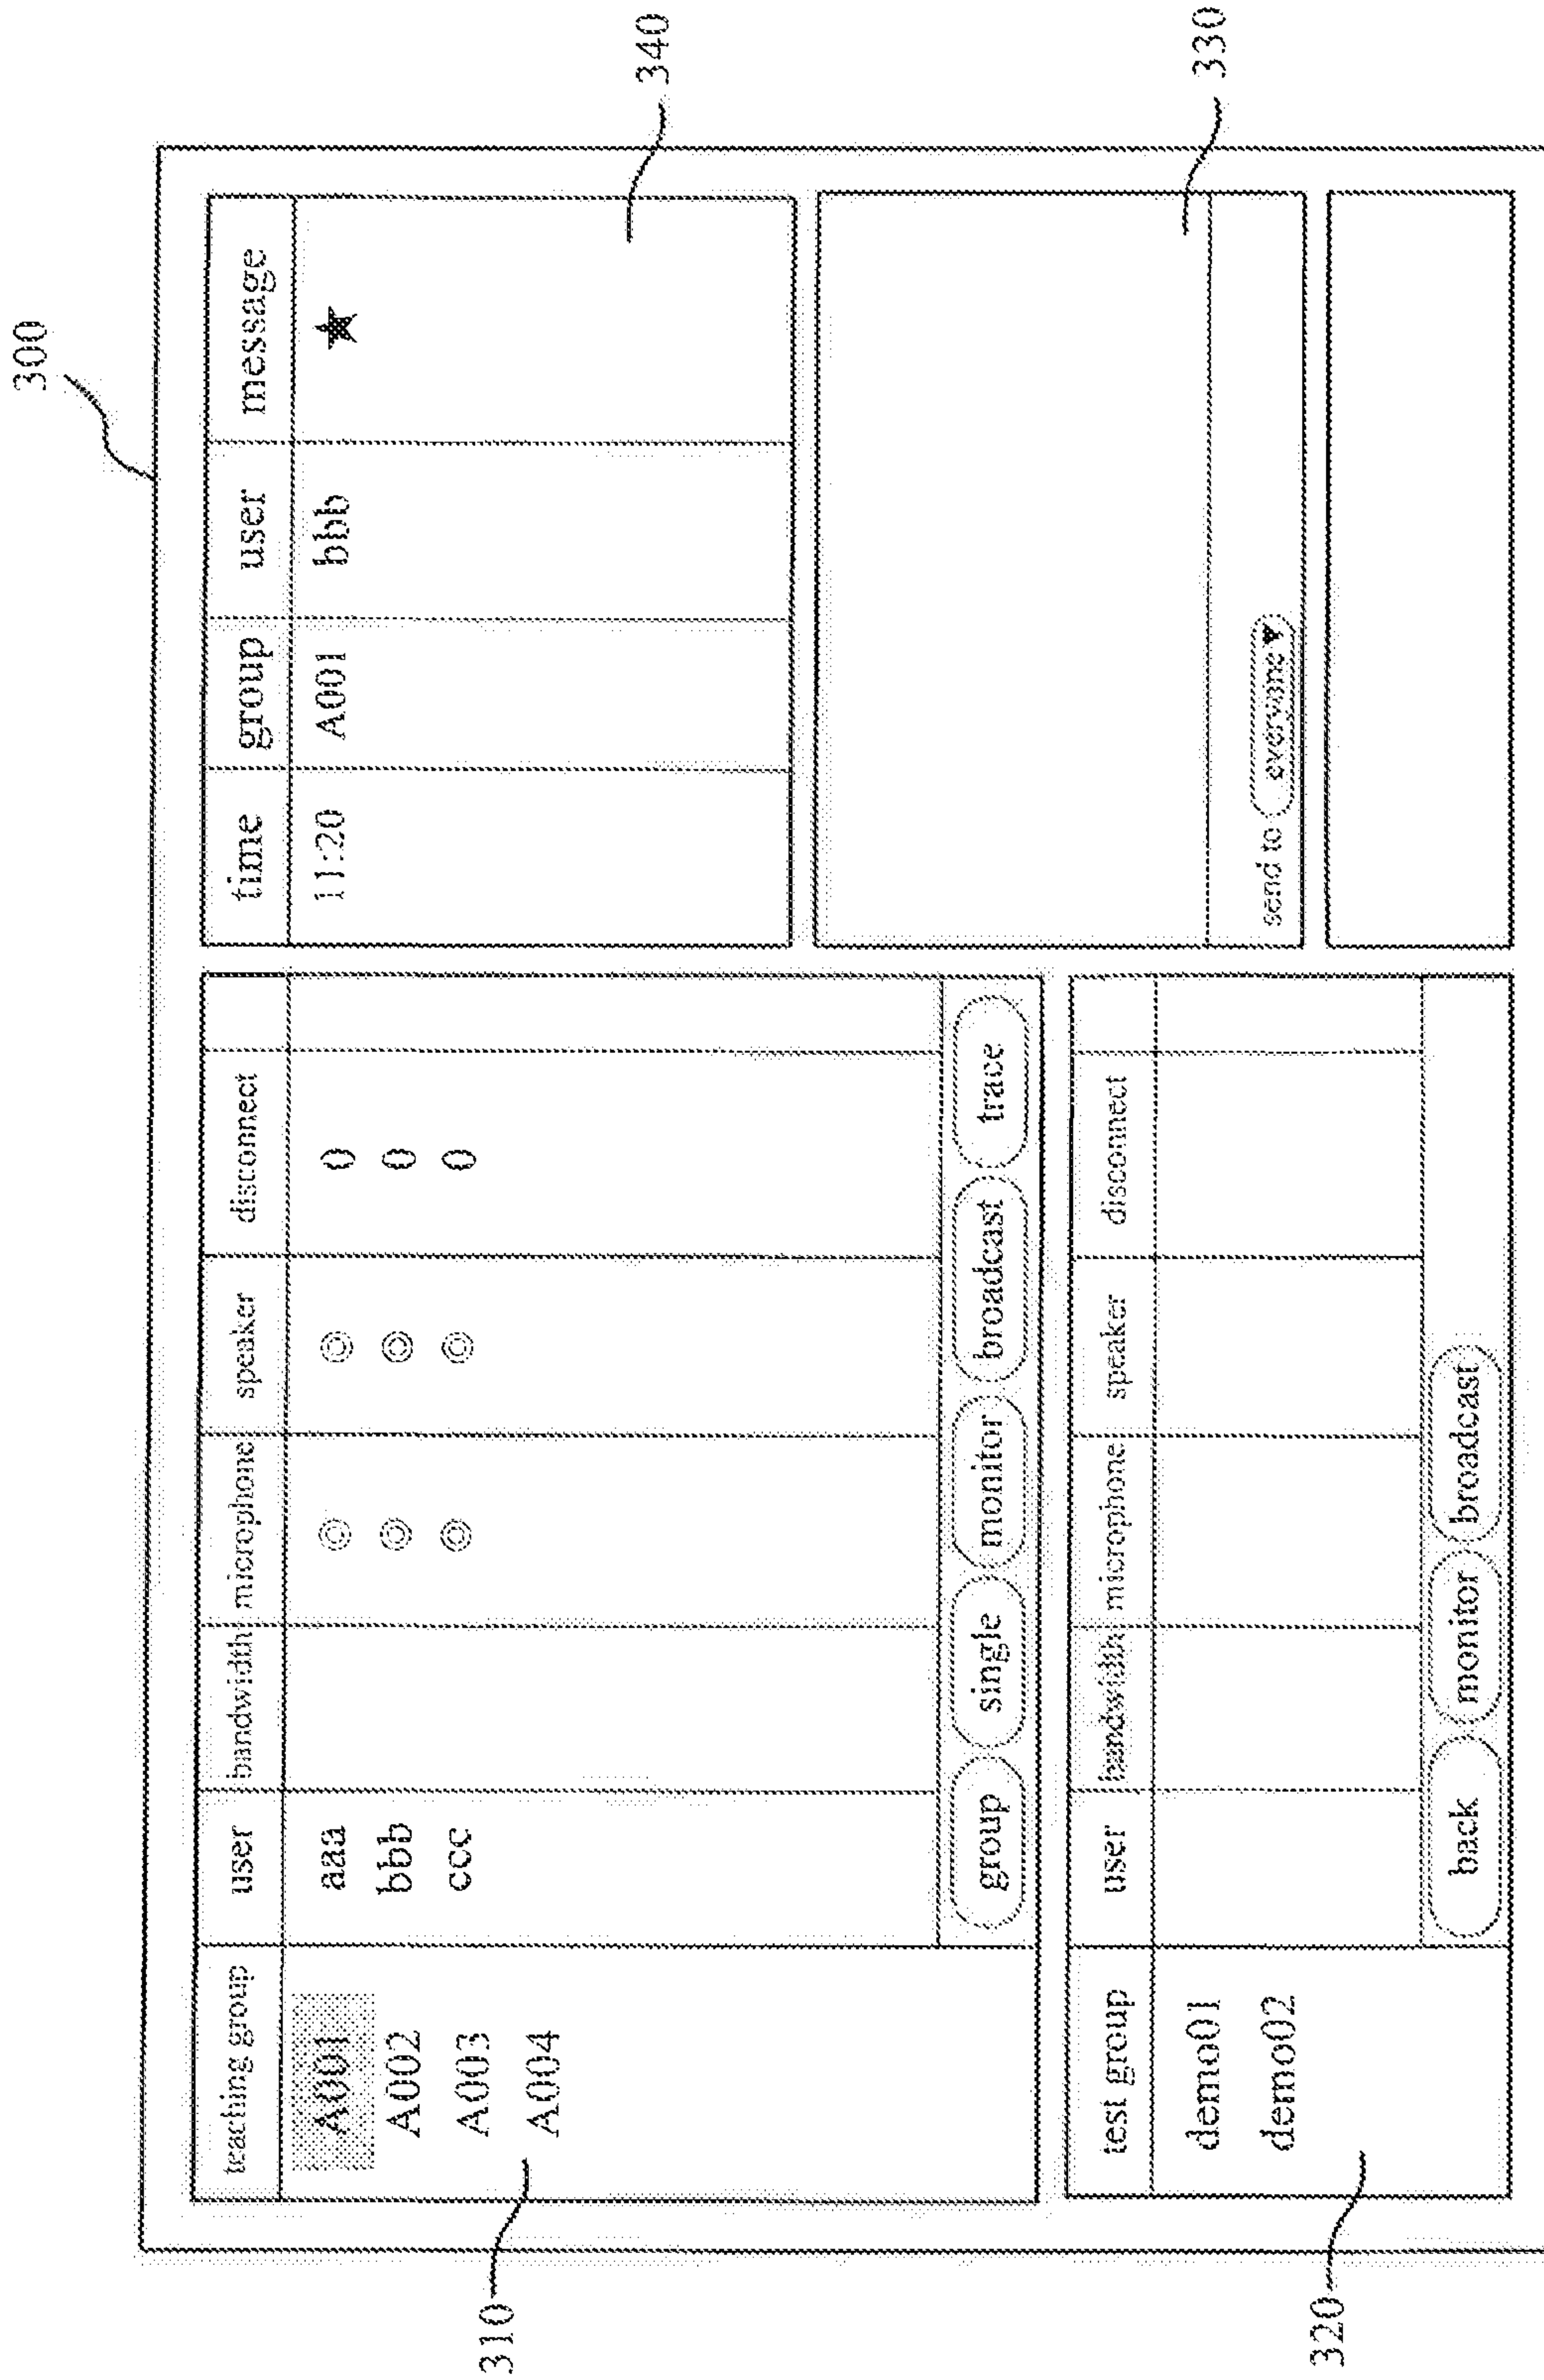 300
teaching group user bandwidth microphone speaker disconnect
A001 aaa ◎ ◎ 0
A002 bbb ◎ ◎ 0
A003 ccc ◎ ◎ 0
A004
group single monitor broadcast trace
310
time group user message
11:20 A001 bbb ★
340
send to everyone ▼
330
test group user bandwidth microphone speaker disconnect
demo01
demo02
back monitor broadcast
320